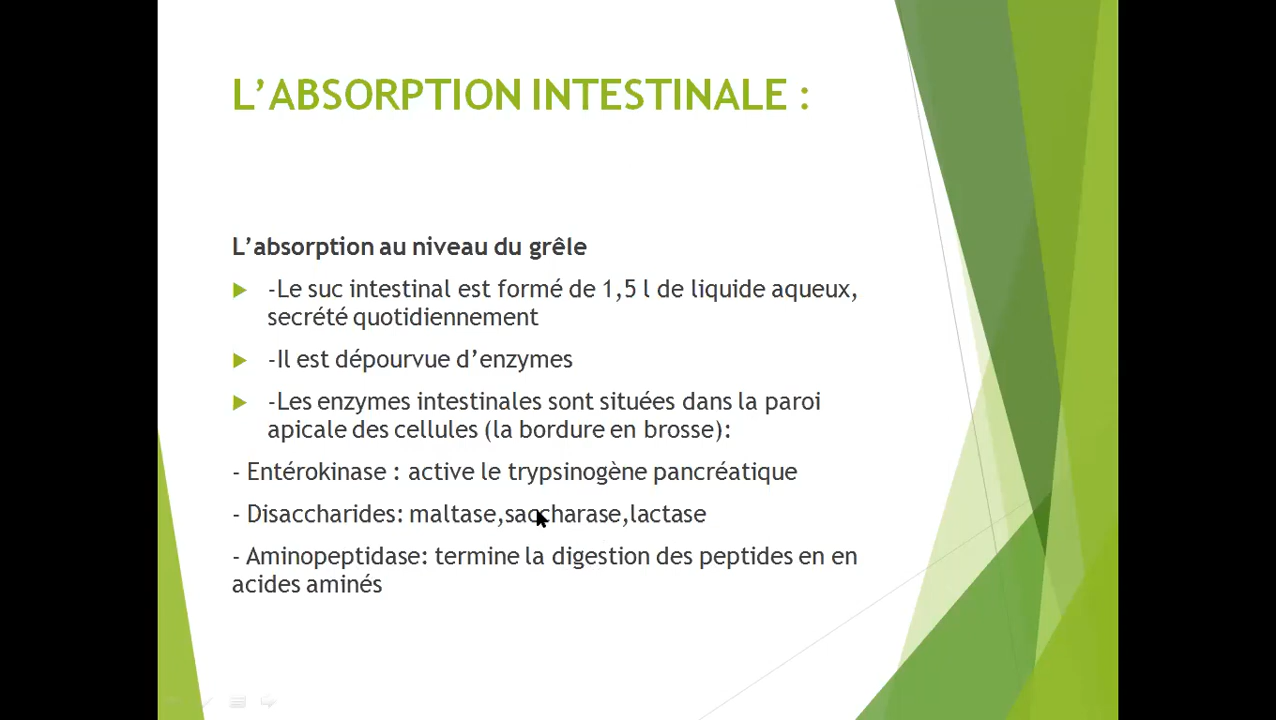 L’ABSORPTION INTESTINALE :
L’absorption au niveau du grêle
-Le suc intestinal est formé de 1,5 l de liquide aqueux,
secrété quotidiennement
-Il est dépourvue d’enzymes
-Les enzymes intestinales sont situées dans la paroi
apicale des cellules (la bordure en brosse):
- Entérokinase : active le trypsinogène pancréatique
- Disaccharides: maltase,saccharase,lactase
- Aminopeptidase: termine la digestion des peptides en en
acides aminés